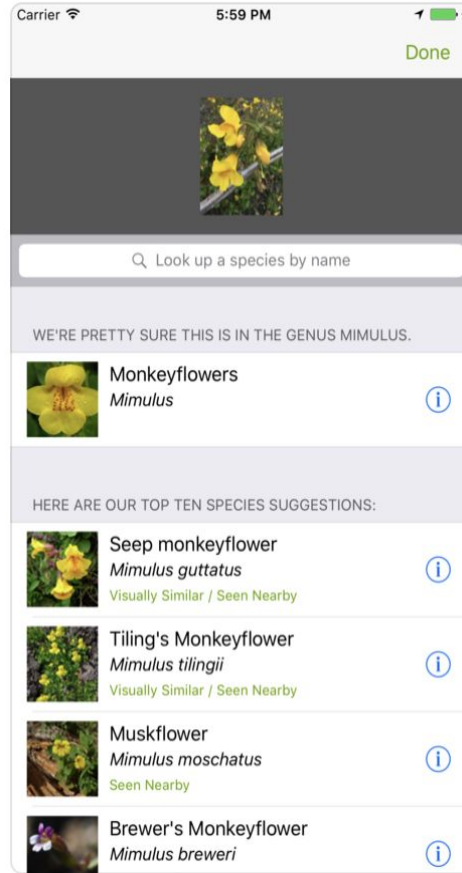 Carrier 5:59 PM
Done
Look up a species by name
WE'RE PRETTY SURE THIS IS IN THE GENUS MIMULUS.
Monkeyflowers
Mimulus
HERE ARE OUR TOP TEN SPECIES SUGGESTIONS:
Seep monkeyflower
Mimulus guttatus
Visually Similar / Seen Nearby
Tiling's Monkeyflower
Mimulus tilingii
Visually Similar / Seen Nearby
Muskflower
Mimulus moschatus
Seen Nearby
Brewer's Monkeyflower
Mimulus breweri